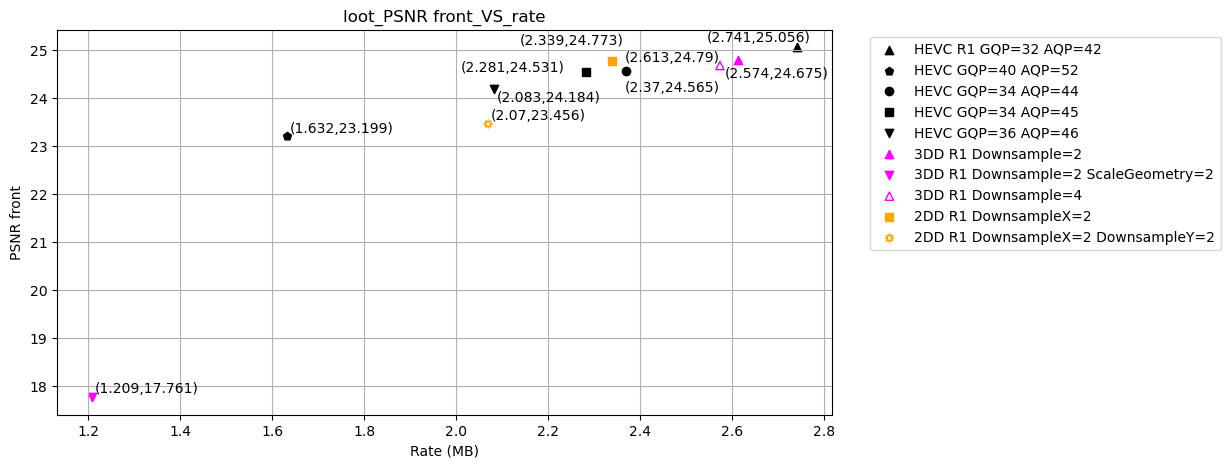 loot_PSNR front_VS_rate
PSNR front
25
24
23
22
21
20
19
18
(2.339,24.773)
(2.741,25.056)
(2.613,24.79)
(2.281,24.531)
(2.574,24.675)
(2.37,24.565)
(2.083,24.184)
(2.07,23.456)
(1.632,23.199)
(1.209,17.761)
1.2
1.4
1.6
1.8
2.0
2.2
2.4
2.6
2.8
Rate (MB)
HEVC R1 GQP=32 AQP=42
HEVC GQP=40 AQP=52
HEVC GQP=34 AQP=44
HEVC GQP=34 AQP=45
HEVC GQP=36 AQP=46
3DD R1 Downsample=2
3DD R1 Downsample=2 ScaleGeometry=2
3DD R1 Downsample=4
2DD R1 DownsampleX=2
2DD R1 DownsampleX=2 DownsampleY=2